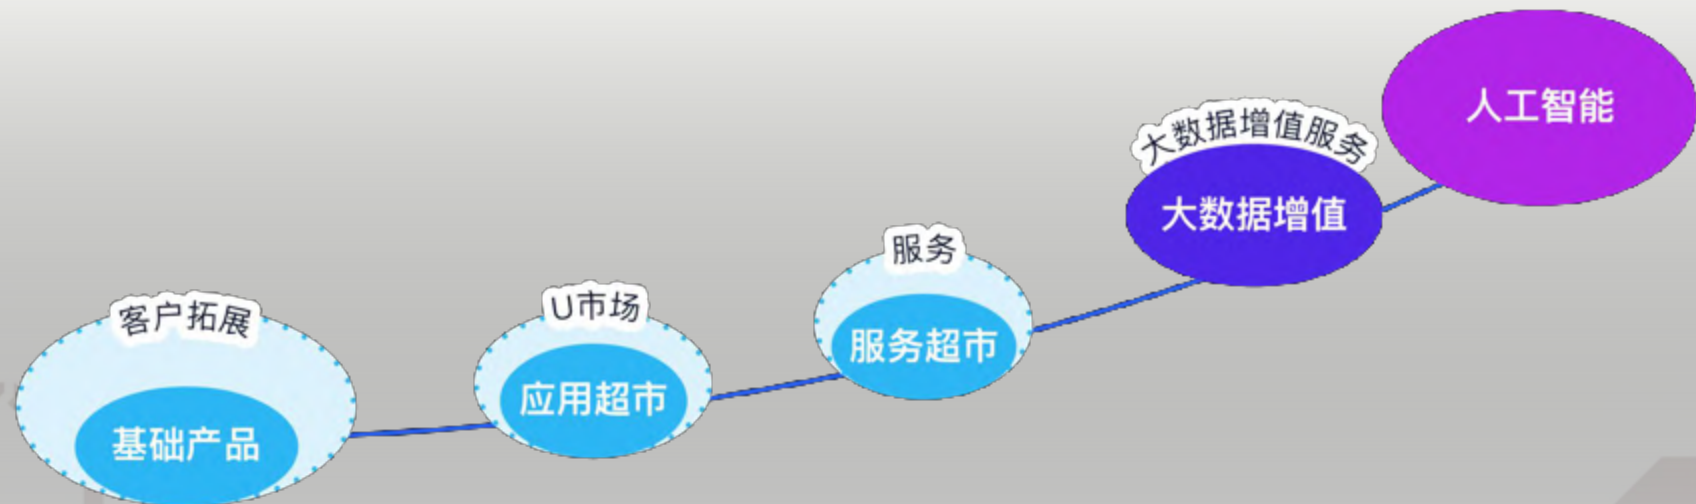 客户拓展
基础产品
U市场
应用超市
服务
服务超市
大数据增值服务
大数据增值
人工智能